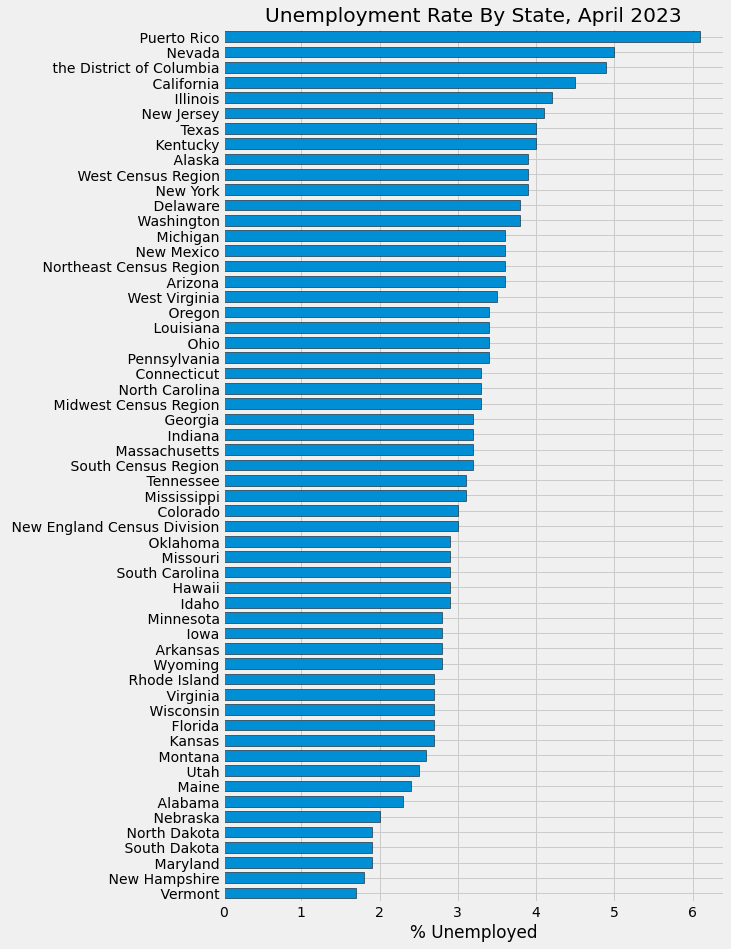 Unemployment Rate By State, April 2023
Puerto Rico
Nevada
the District of Columbia
California
Illinois
New Jersey
Texas
Kentucky
Alaska
West Census Region
New York
Delaware
Washington
Michigan
New Mexico
Northeast Census Region
Arizona
West Virginia
Oregon
Louisiana
Ohio
Pennsylvania
Connecticut
North Carolina
Midwest Census Region
Georgia
Indiana
Massachusetts
South Census Region
Tennessee
Mississippi
Colorado
New England Census Division
Oklahoma
Missouri
South Carolina
Hawaii
Idaho
Minnesota
Iowa
Arkansas
Wyoming
Rhode Island
Virginia
Wisconsin
Florida
Kansas
Montana
Utah
Maine
Alabama
Nebraska
North Dakota
South Dakota
Maryland
New Hampshire
Vermont
0 1 2 3 4 5 6
% Unemployed